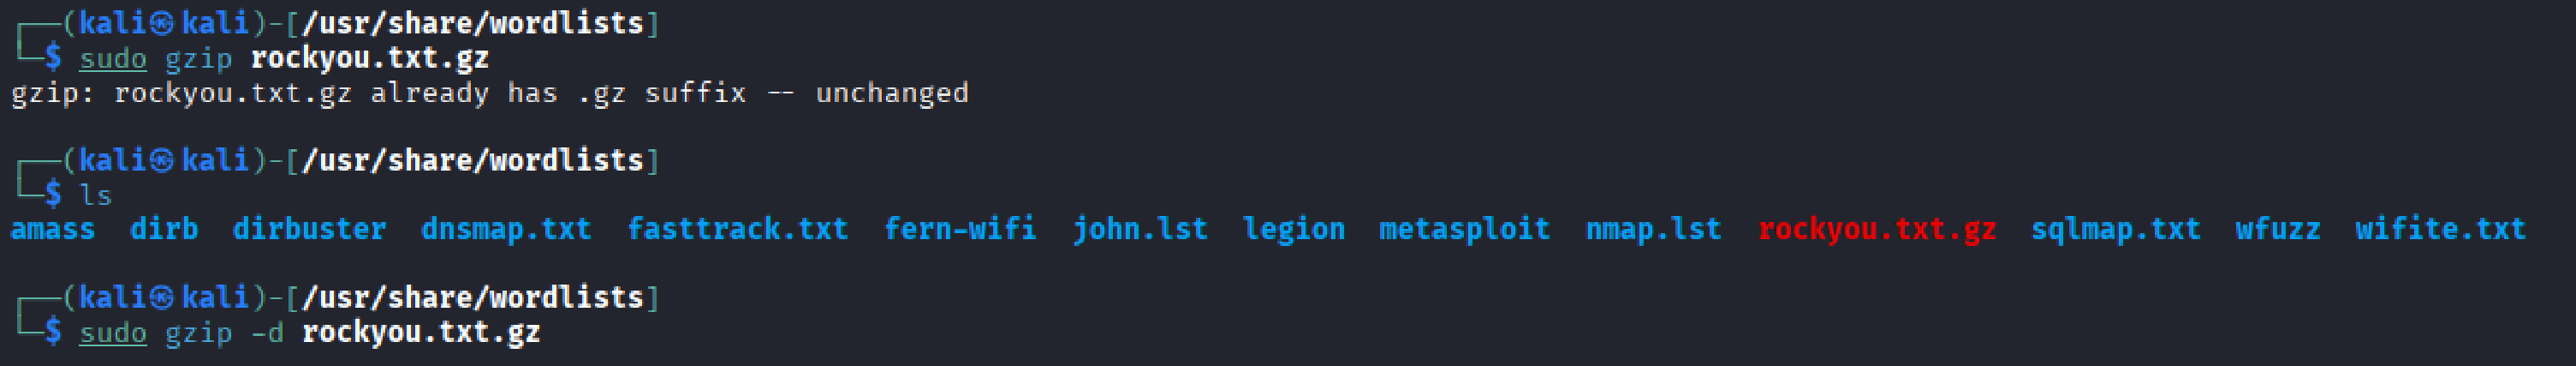 ┌──(kali㉿kali)-[/usr/share/wordlists]
└─$ sudo gzip rockyou.txt.gz
gzip: rockyou.txt.gz already has .gz suffix -- unchanged
┌──(kali㉿kali)-[/usr/share/wordlists]
└─$ ls
amass dirb dirbuster dnsmap.txt fasttrack.txt fern-wifi john.lst legion metasploit nmap.lst rockyou.txt.gz sqlmap.txt wfuzz wifite.txt
┌──(kali㉿kali)-[/usr/share/wordlists]
└─$ sudo gzip -d rockyou.txt.gz